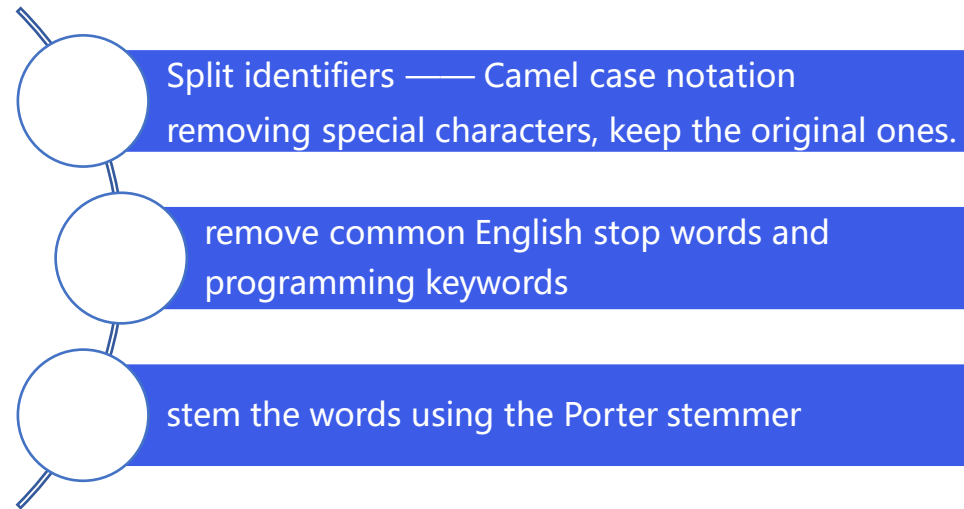 Split identifiers —— Camel case notation
removing special characters, keep the original ones.
remove common English stop words and
programming keywords
stem the words using the Porter stemmer